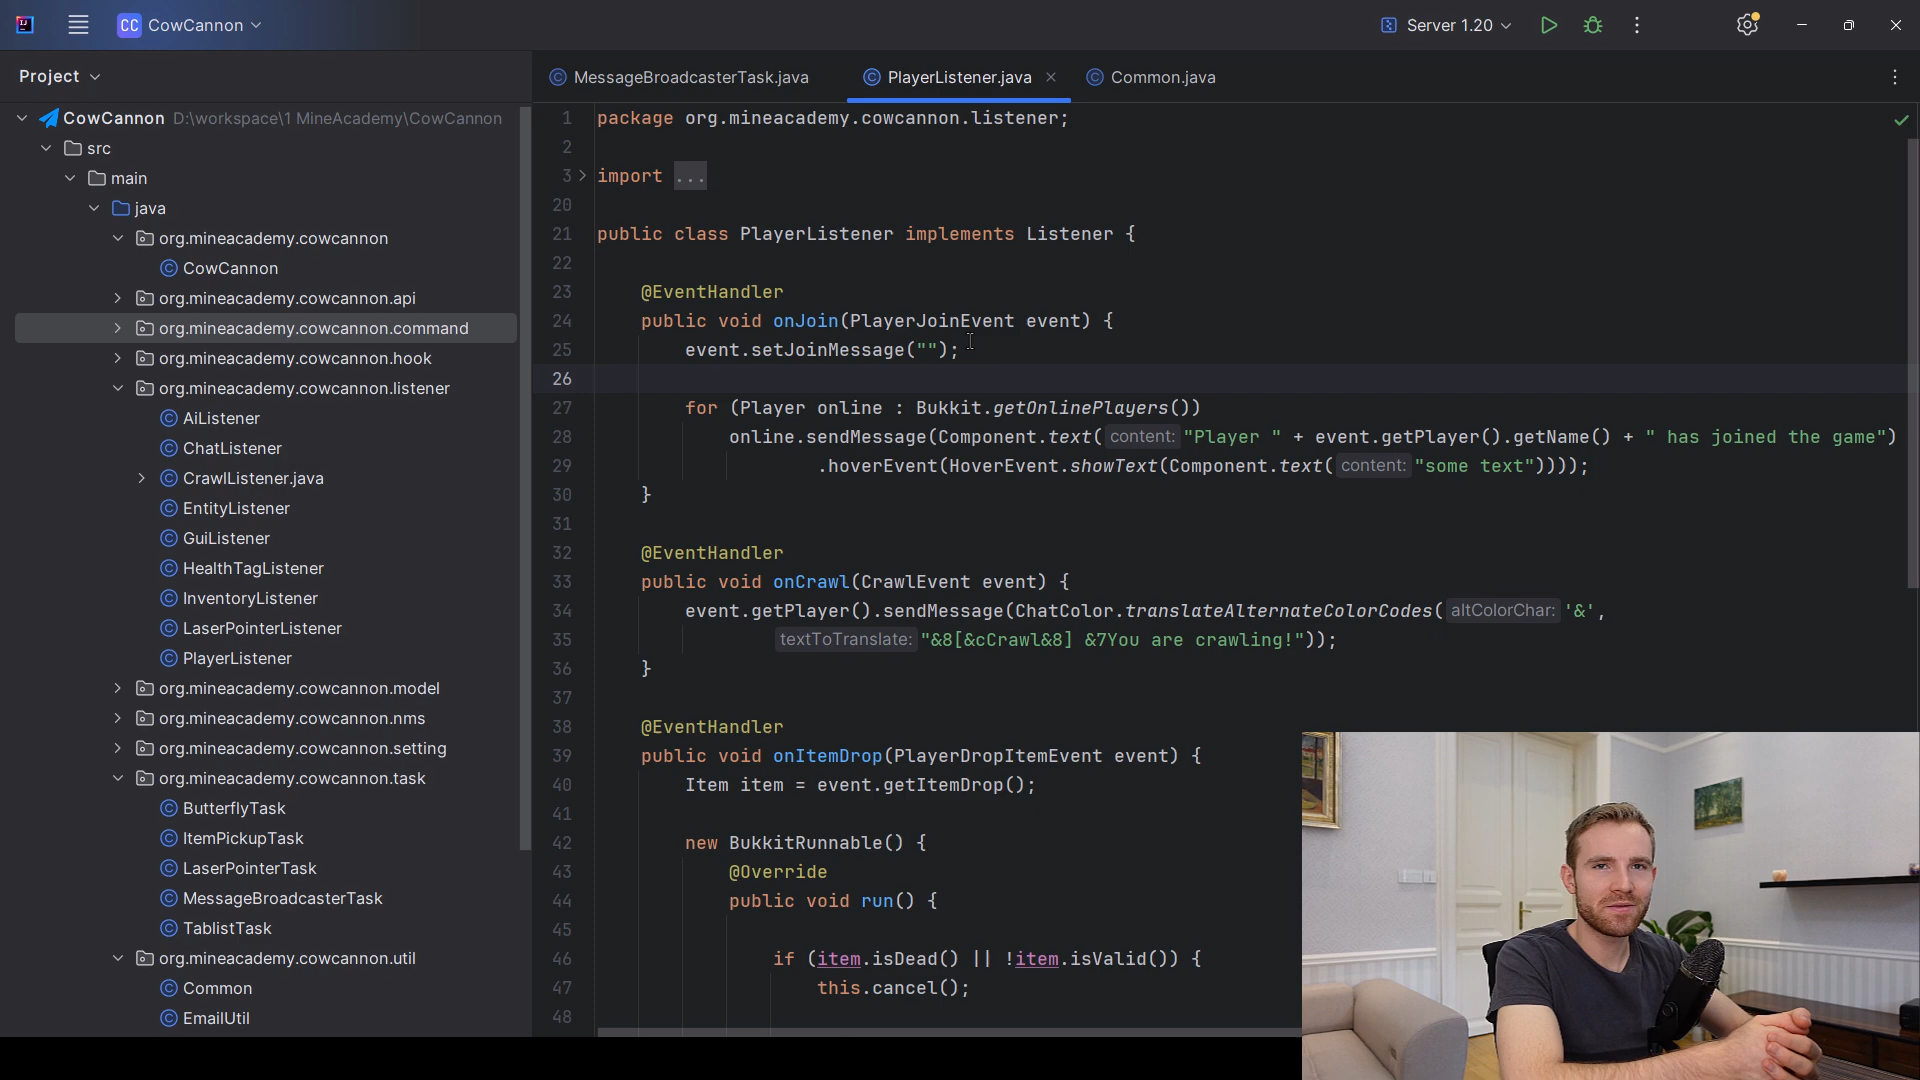 CC CowCannon
Server 1.20
Project
MessageBroadcasterTask.java
PlayerListener.java
Common.java
CowCannon D:\workspace\1 MineAcademy\CowCannon
src
main
java
org.mineacademy.cowcannon
CowCannon
org.mineacademy.cowcannon.api
org.mineacademy.cowcannon.command
org.mineacademy.cowcannon.hook
org.mineacademy.cowcannon.listener
AiListener
ChatListener
CrawlListener.java
EntityListener
GuiListener
HealthTagListener
InventoryListener
LaserPointerListener
PlayerListener
org.mineacademy.cowcannon.model
org.mineacademy.cowcannon.nms
org.mineacademy.cowcannon.setting
org.mineacademy.cowcannon.task
ButterflyTask
ItemPickupTask
LaserPointerTask
MessageBroadcasterTask
TablistTask
org.mineacademy.cowcannon.util
Common
EmailUtil
1 package org.mineacademy.cowcannon.listener;
2
3 import ...
20
21 public class PlayerListener implements Listener {
22
23 @EventHandler
24 public void onJoin(PlayerJoinEvent event) {
25 event.setJoinMessage("");
26
27 for (Player online : Bukkit.getOnlinePlayers())
28 online.sendMessage(Component.text( content: "Player " + event.getPlayer().getName() + " has joined the game")
29 .hoverEvent(HoverEvent.showText(Component.text( content: "some text"))));
30 }
31
32 @EventHandler
33 public void onCrawl(CrawlEvent event) {
34 event.getPlayer().sendMessage(ChatColor.translateAlternateColorCodes( altColorChar: '&',
35 textToTranslate: "&8[&cCrawl&8] &7You are crawling!"));
36 }
37
38 @EventHandler
39 public void onItemDrop(PlayerDropItemEvent event) {
40 Item item = event.getItemDrop();
41
42 new BukkitRunnable() {
43 @Override
44 public void run() {
45
46 if (item.isDead() || !item.isValid()) {
47 this.cancel();
48